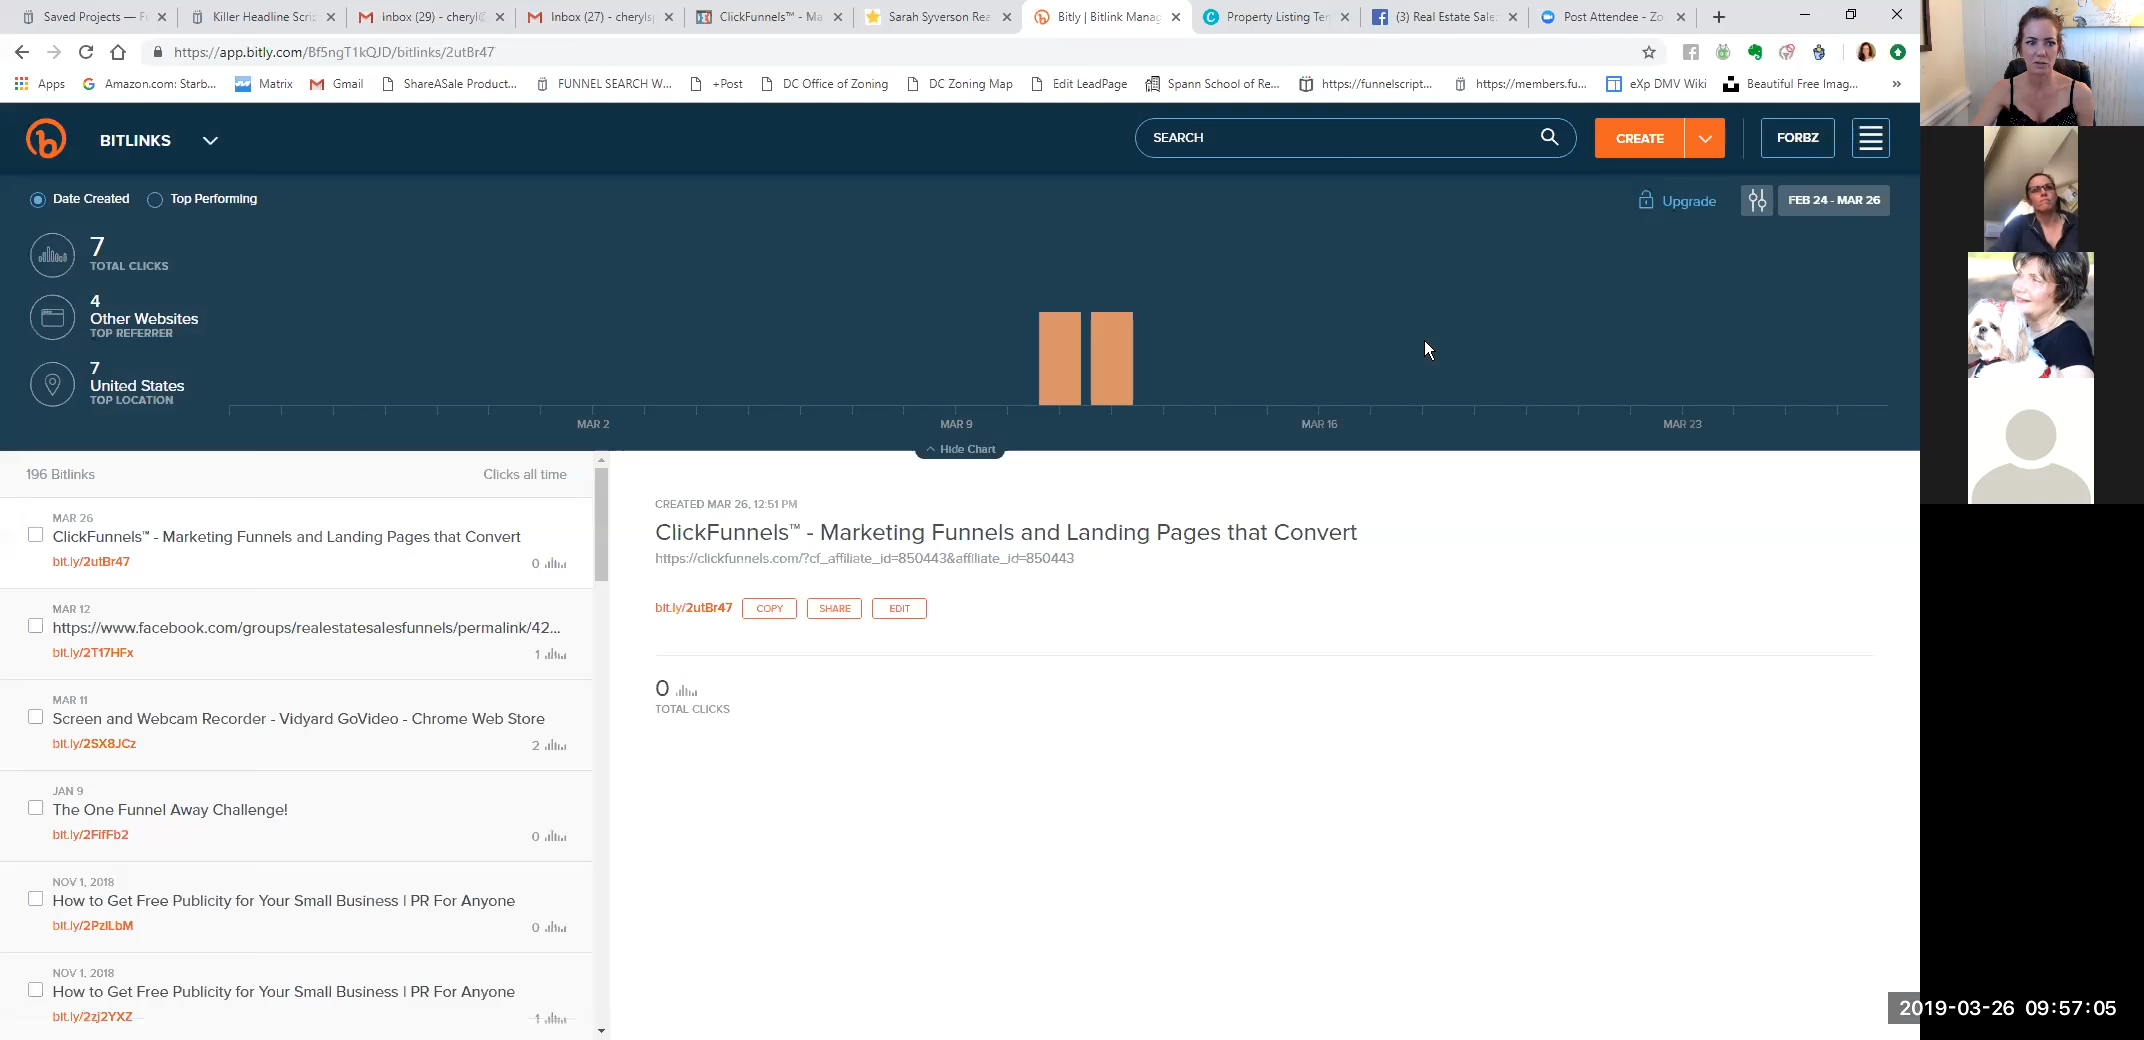 Saved Projects — Fu
Killer Headline Scrip
Inbox (29) - cheryl@
Inbox (27) - cherylsp
ClickFunnels™ - Ma
Sarah Syverson Rea
Bitly | Bitlink Manag
Property Listing Tem
(3) Real Estate Sale
Post Attendee - Zo
https://app.bitly.com/Bf5ngT1kQJD/bitlinks/2utBr47
Apps
Amazon.com: Starb...
Matrix
Gmail
ShareASale Product...
FUNNEL SEARCH W...
+Post
DC Office of Zoning
DC Zoning Map
Edit LeadPage
Spann School of Re...
https://funnelscript...
https://members.fu...
eXp DMV Wiki
Beautiful Free Imag...
»
BITLINKS
SEARCH
CREATE
FORBZ
Date Created
Top Performing
Upgrade
FEB 24 - MAR 26
7
TOTAL CLICKS
4
Other Websites
TOP REFERRER
7
United States
TOP LOCATION
MAR 2
MAR 9
MAR 16
MAR 23
Hide Chart
196 Bitlinks
Clicks all time
MAR 26
ClickFunnels™ - Marketing Funnels and Landing Pages that Convert
bit.ly/2utBr47
0
MAR 12
https://www.facebook.com/groups/realestatesalesfunnels/permalink/42...
bit.ly/2T17HFx
1
MAR 11
Screen and Webcam Recorder - Vidyard GoVideo - Chrome Web Store
bit.ly/2SX8JCz
2
JAN 9
The One Funnel Away Challenge!
bit.ly/2FifFb2
0
NOV 1, 2018
How to Get Free Publicity for Your Small Business | PR For Anyone
bit.ly/2PzlLbM
0
NOV 1, 2018
How to Get Free Publicity for Your Small Business | PR For Anyone
bit.ly/2zj2YXZ
1
CREATED MAR 26, 12:51 PM
ClickFunnels™ - Marketing Funnels and Landing Pages that Convert
https://clickfunnels.com/?cf_affiliate_id=850443&affiliate_id=850443
bit.ly/2utBr47
COPY
SHARE
EDIT
0
TOTAL CLICKS
2019-03-26 09:57:05